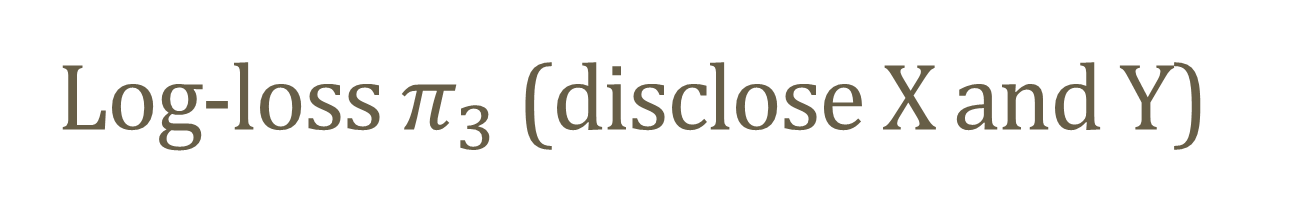 Log-loss 𝜋₃ (disclose X and Y)